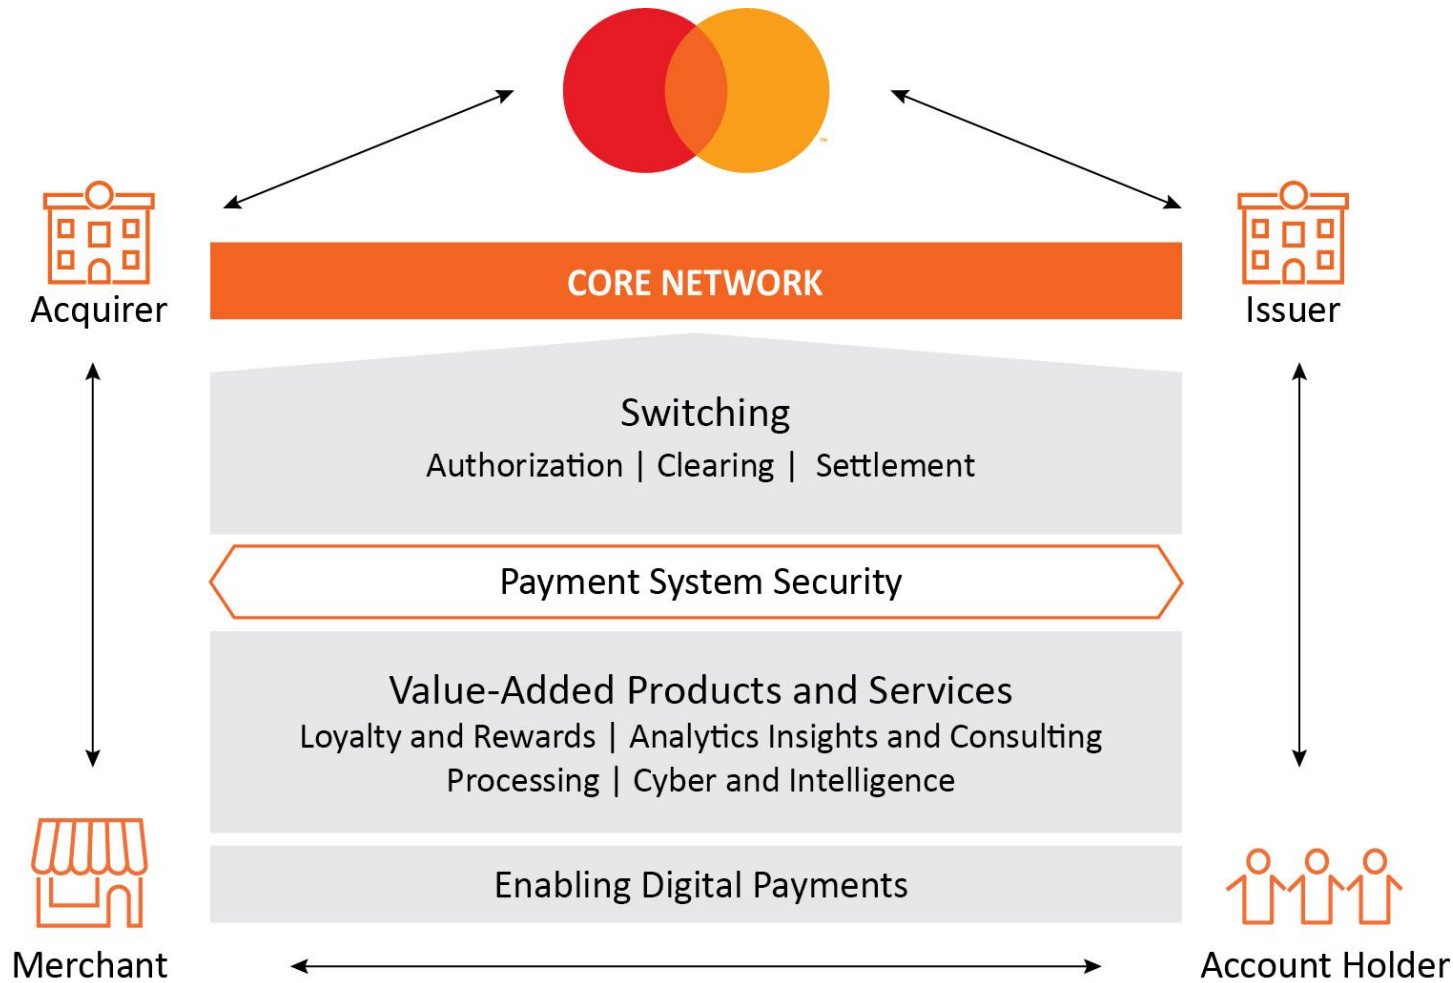 ™
Acquirer
CORE NETWORK
Issuer
Switching
Authorization | Clearing | Settlement
Payment System Security
Value-Added Products and Services
Loyalty and Rewards | Analytics Insights and Consulting
Processing | Cyber and Intelligence
Enabling Digital Payments
Merchant
Account Holder